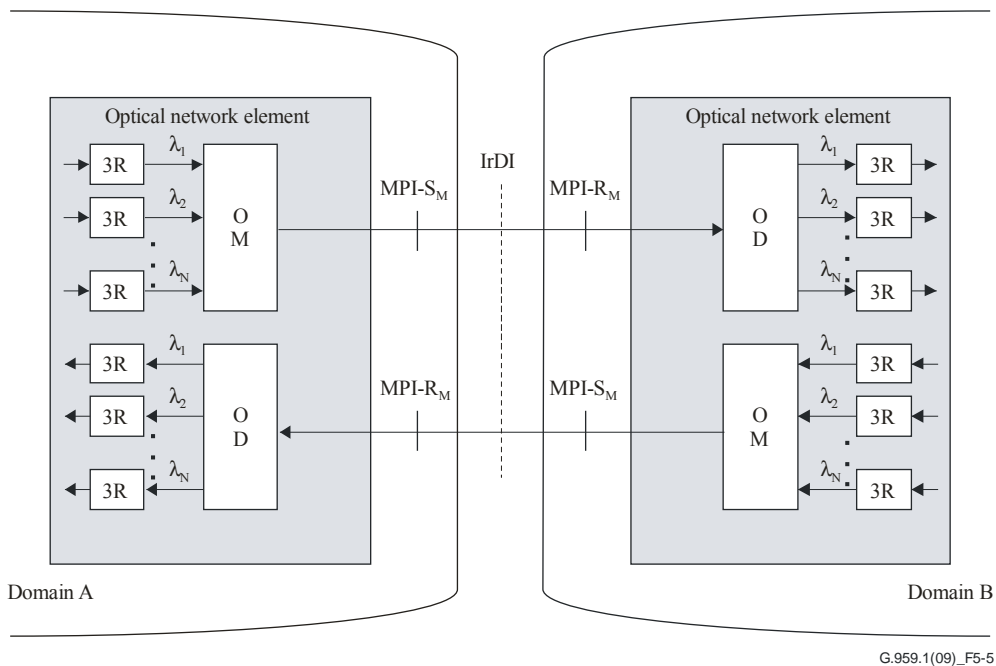 Optical network element
3R
λ1
3R
λ2
3R
λN
O
M
MPI-SM
IrDI
MPI-RM
3R
λ1
3R
λ2
3R
λN
O
D
MPI-RM
Optical network element
O
D
λ1
3R
λ2
3R
λN
3R
MPI-SM
O
M
λ1
3R
λ2
3R
λN
3R
Domain A
Domain B
G.959.1(09)_F5-5